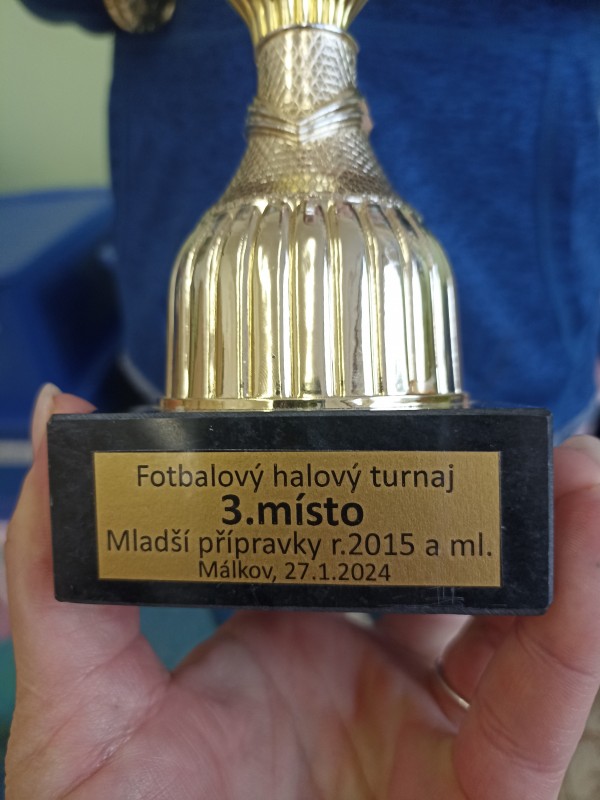 Fotbalový halový turnaj
3.místo
Mladší přípravky r.2015 a ml.
Málkov, 27.1.2024